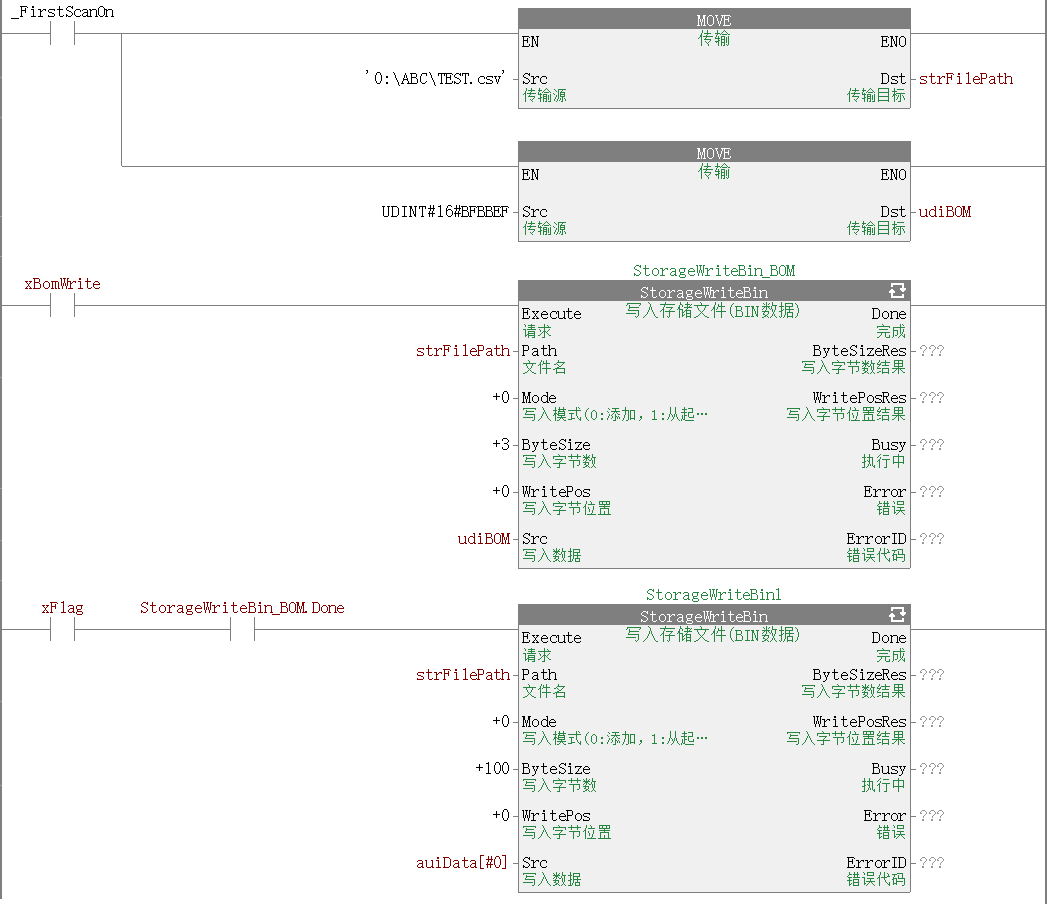 _FirstScanOn
MOVE
EN
传输
ENO
'0:\ABC\TEST.csv'
Src
Dst
strFilePath
传输源
传输目标
MOVE
EN
传输
ENO
UDINT#16#BFBBEF
Src
Dst
udiBOM
传输源
传输目标
StorageWriteBin_BOM
xBomWrite
StorageWriteBin
Execute
写入存储文件(BIN数据)
Done
请求
完成
strFilePath
Path
ByteSizeRes
???
文件名
写入字节数结果
+0
Mode
WritePosRes
???
写入模式(0:添加, 1:从起…
写入字节位置结果
+3
ByteSize
Busy
???
写入字节数
执行中
+0
WritePos
Error
???
写入字节位置
错误
udiBOM
Src
ErrorID
???
写入数据
错误代码
StorageWriteBin1
xFlag
StorageWriteBin_BOM.Done
StorageWriteBin
Execute
写入存储文件(BIN数据)
Done
请求
完成
strFilePath
Path
ByteSizeRes
???
文件名
写入字节数结果
+0
Mode
WritePosRes
???
写入模式(0:添加, 1:从起…
写入字节位置结果
+100
ByteSize
Busy
???
写入字节数
执行中
+0
WritePos
Error
???
写入字节位置
错误
auiData[#0]
Src
ErrorID
???
写入数据
错误代码